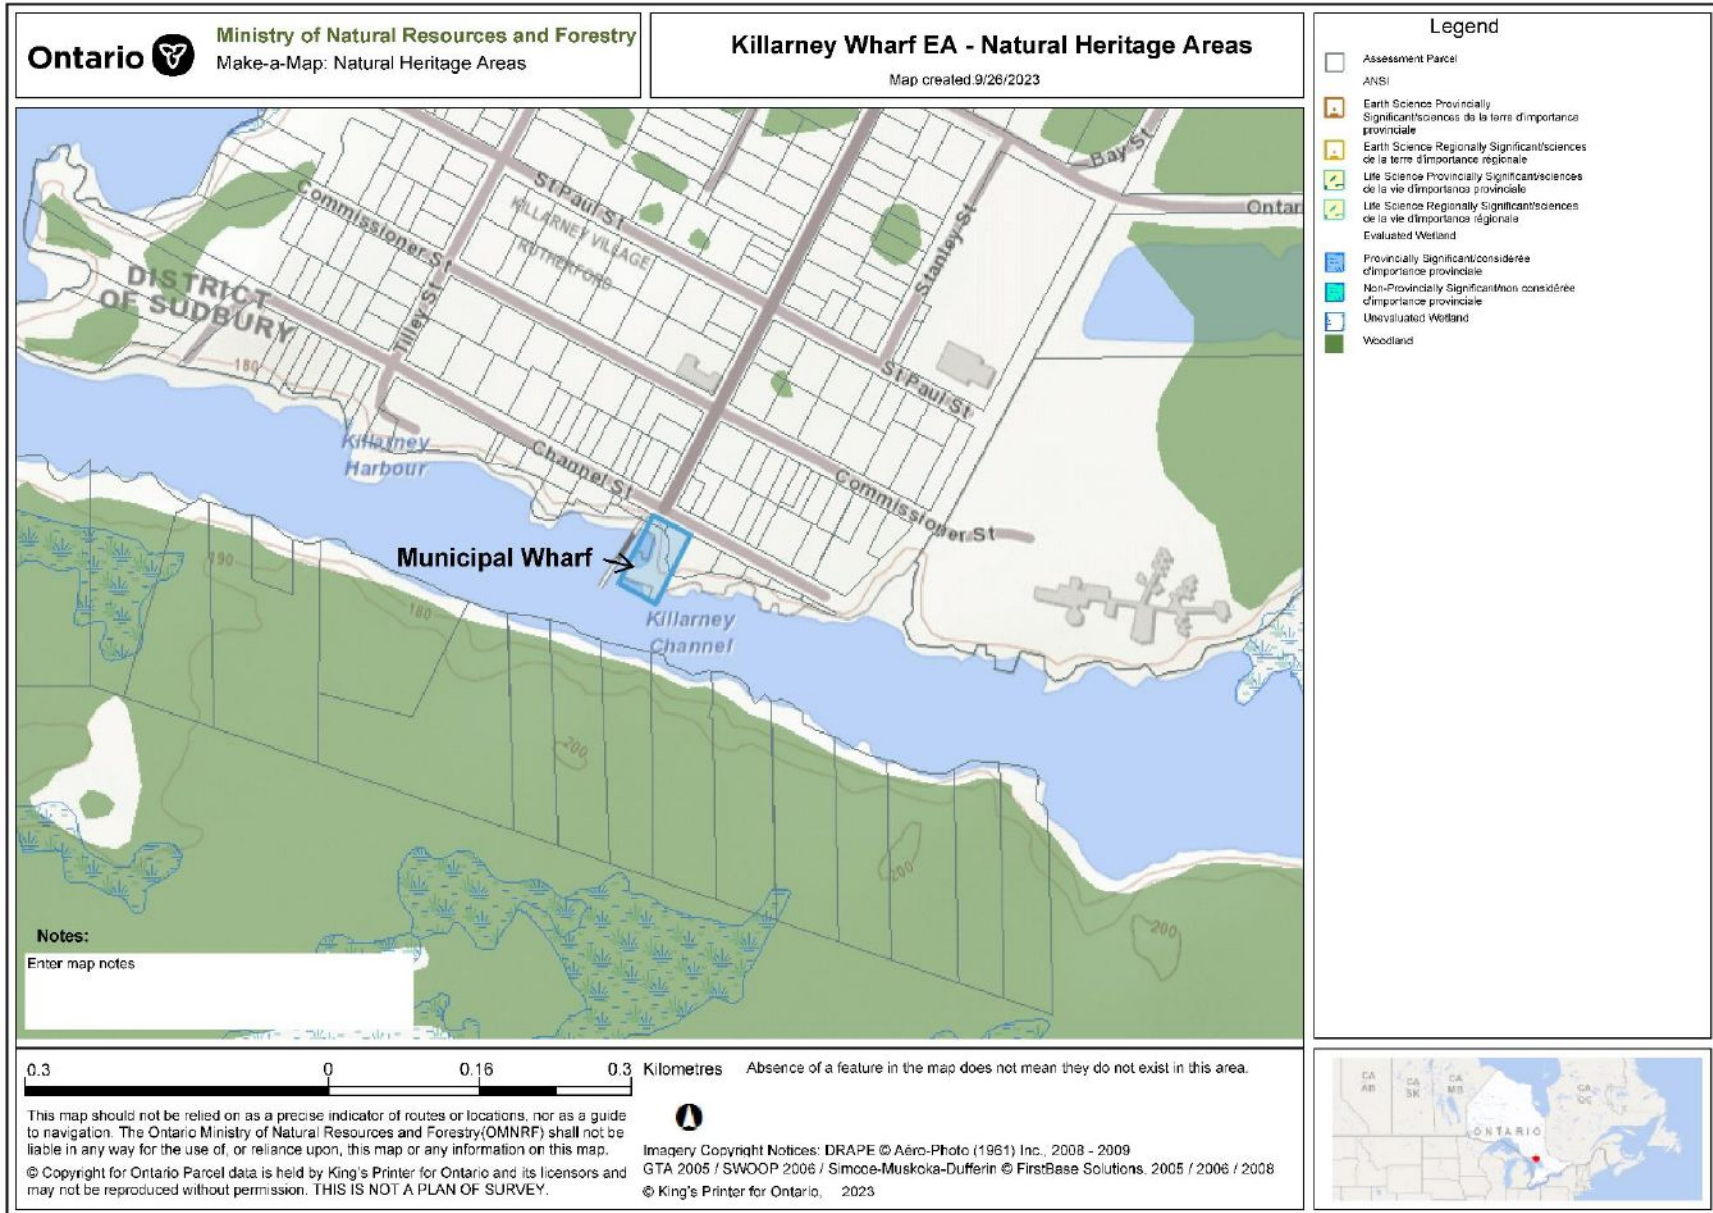 Ontario
Ministry of Natural Resources and Forestry
Make-a-Map: Natural Heritage Areas
Killarney Wharf EA - Natural Heritage Areas
Map created:9/26/2023
Legend
Assessment Parcel
ANSI
Earth Science Provincially
Significant/sciences de la terre d'importance
provinciale
Earth Science Regionally Significant/sciences
de la terre d'importance régionale
Life Science Provincially Significant/sciences
de la vie d'importance provinciale
Life Science Regionally Significant/sciences
de la vie d'importance régionale
Evaluated Wetland
Provincially Significant/considérée
d'importance provinciale
Non-Provincially Significant/non considérée
d'importance provinciale
Unevaluated Wetland
Woodland
Bay St
Ontar
St Paul St
Commissioner St
KILLARNEY VILLAGE
RUTHERFORD
Stanley St
DISTRICT
OF SUDBURY
Tilley St
180
St Paul St
Killarney
Harbour
Channel St
Commissioner St
Municipal Wharf
190
180
Killarney
Channel
200
200
200
Notes:
Enter map notes
0.3 0 0.16 0.3 Kilometres
Absence of a feature in the map does not mean they do not exist in this area.
This map should not be relied on as a precise indicator of routes or locations, nor as a guide
to navigation. The Ontario Ministry of Natural Resources and Forestry(OMNRF) shall not be
liable in any way for the use of, or reliance upon, this map or any information on this map.
© Copyright for Ontario Parcel data is held by King's Printer for Ontario and its licensors and
may not be reproduced without permission. THIS IS NOT A PLAN OF SURVEY.
Imagery Copyright Notices: DRAPE © Aéro-Photo (1961) Inc., 2008 - 2009
GTA 2005 / SWOOP 2006 / Simcoe-Muskoka-Dufferin © FirstBase Solutions, 2005 / 2006 / 2008
© King's Printer for Ontario, 2023
CA
AB
CA
SK
CA
MB
CA
QC
ONTARIO